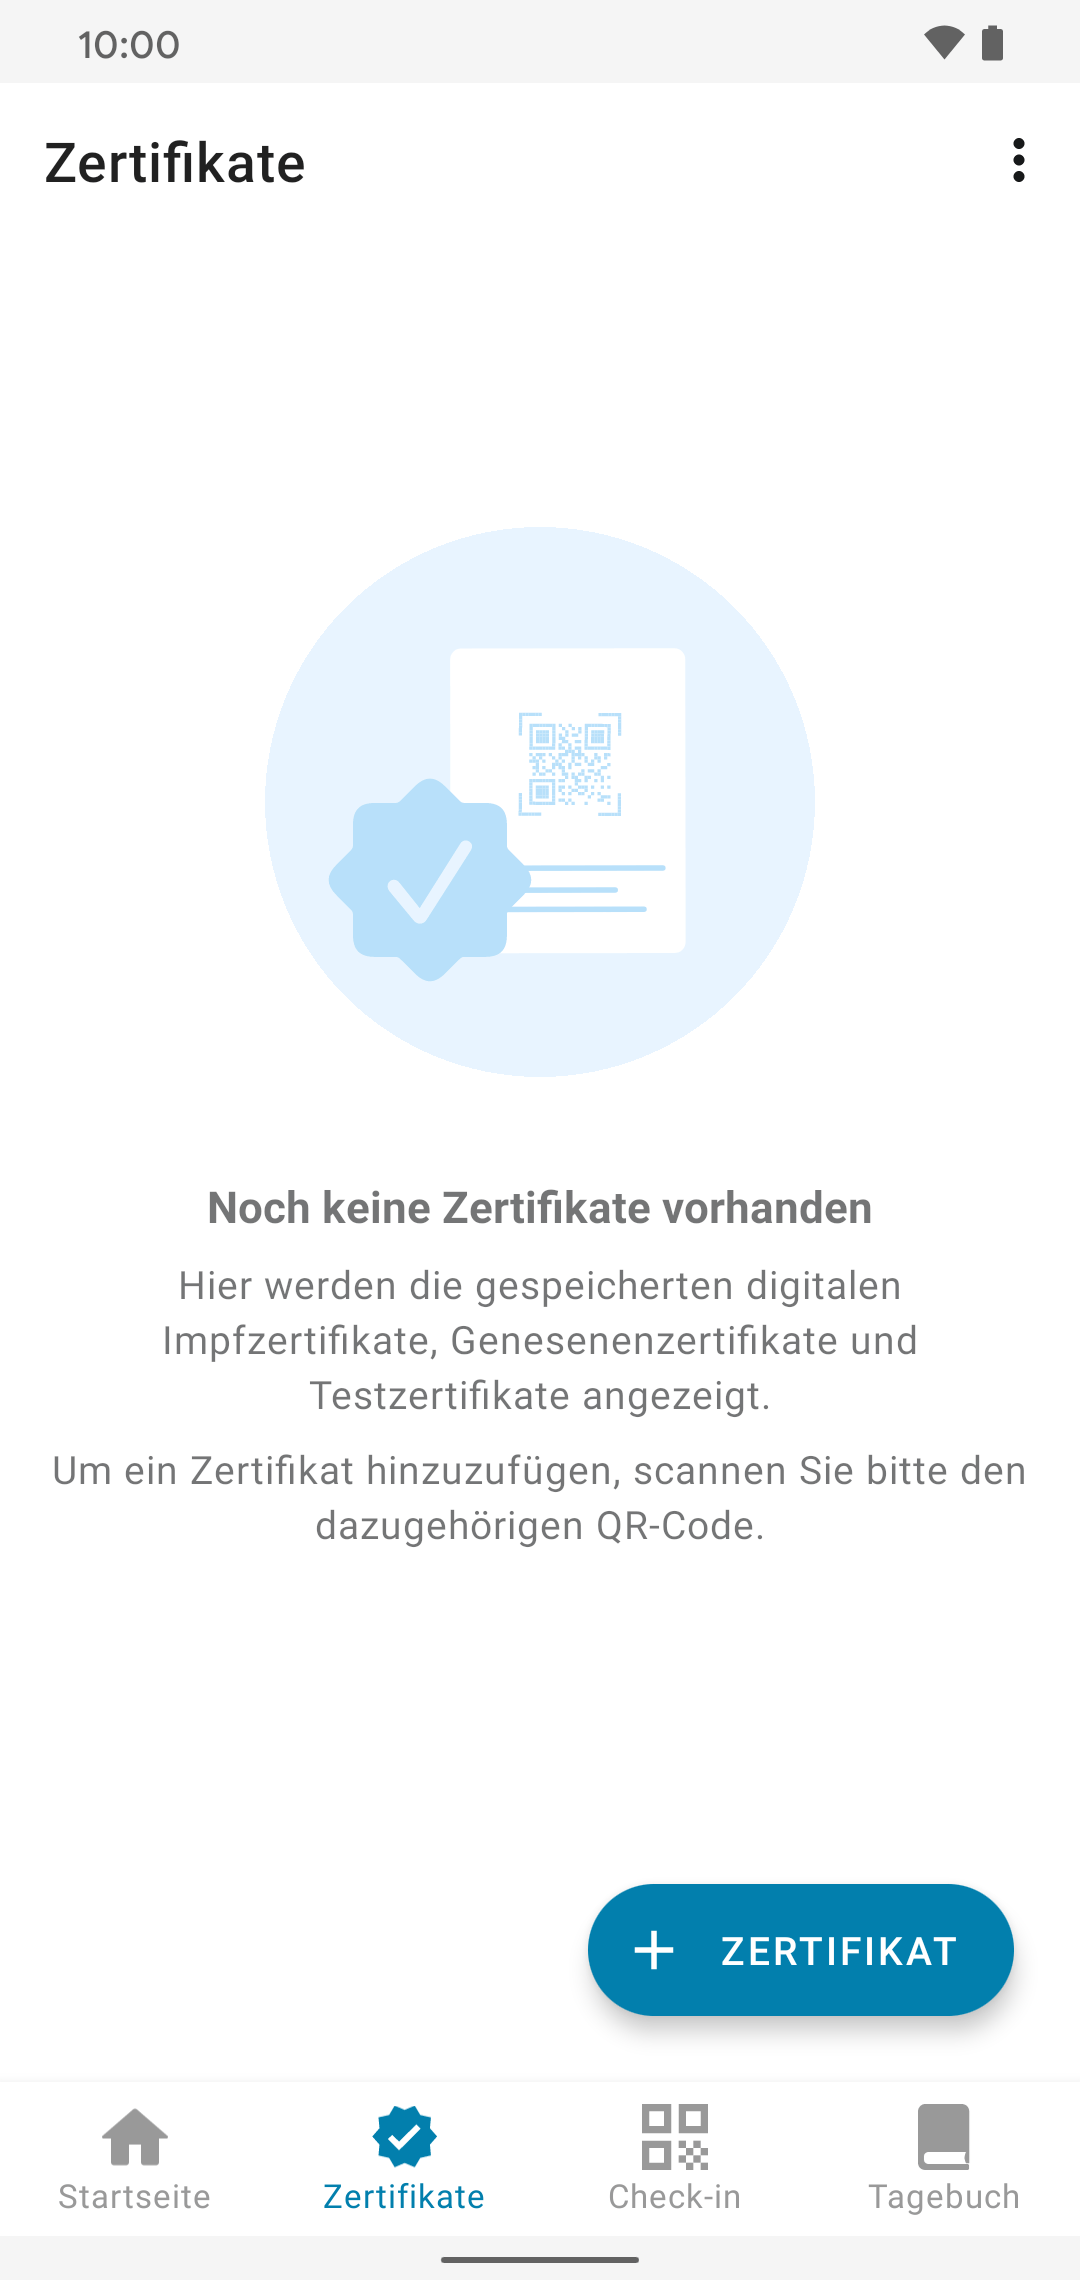 10:00
Zertifikate
Noch keine Zertifikate vorhanden
Hier werden die gespeicherten digitalen
Impfzertifikate, Genesenenzertifikate und
Testzertifikate angezeigt.
Um ein Zertifikat hinzuzufügen, scannen Sie bitte den
dazugehörigen QR-Code.
ZERTIFIKAT
Startseite
Zertifikate
Check-in
Tagebuch